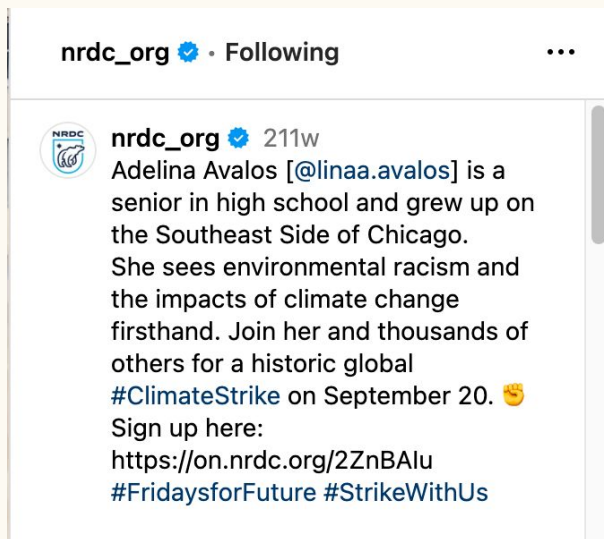 nrdc_org · Following
NRDC
nrdc_org 211w
Adelina Avalos [@linaa.avalos] is a
senior in high school and grew up on
the Southeast Side of Chicago.
She sees environmental racism and
the impacts of climate change
firsthand. Join her and thousands of
others for a historic global
#ClimateStrike on September 20. ✊
Sign up here:
https://on.nrdc.org/2ZnBAlu
#FridaysforFuture #StrikeWithUs